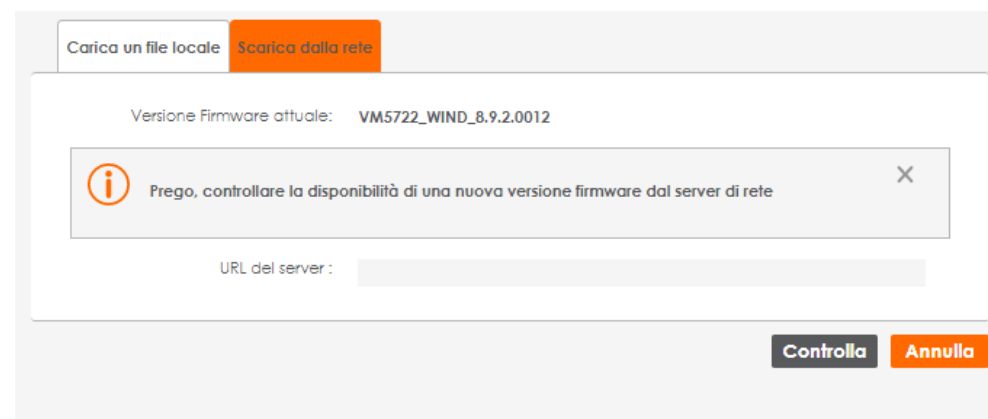 Carica un file locale
Scarica dalla rete
Versione Firmware attuale: VM5722_WIND_8.9.2.0012
Prego, controllare la disponibilità di una nuova versione firmware dal server di rete
URL del server :
Controlla
Annulla